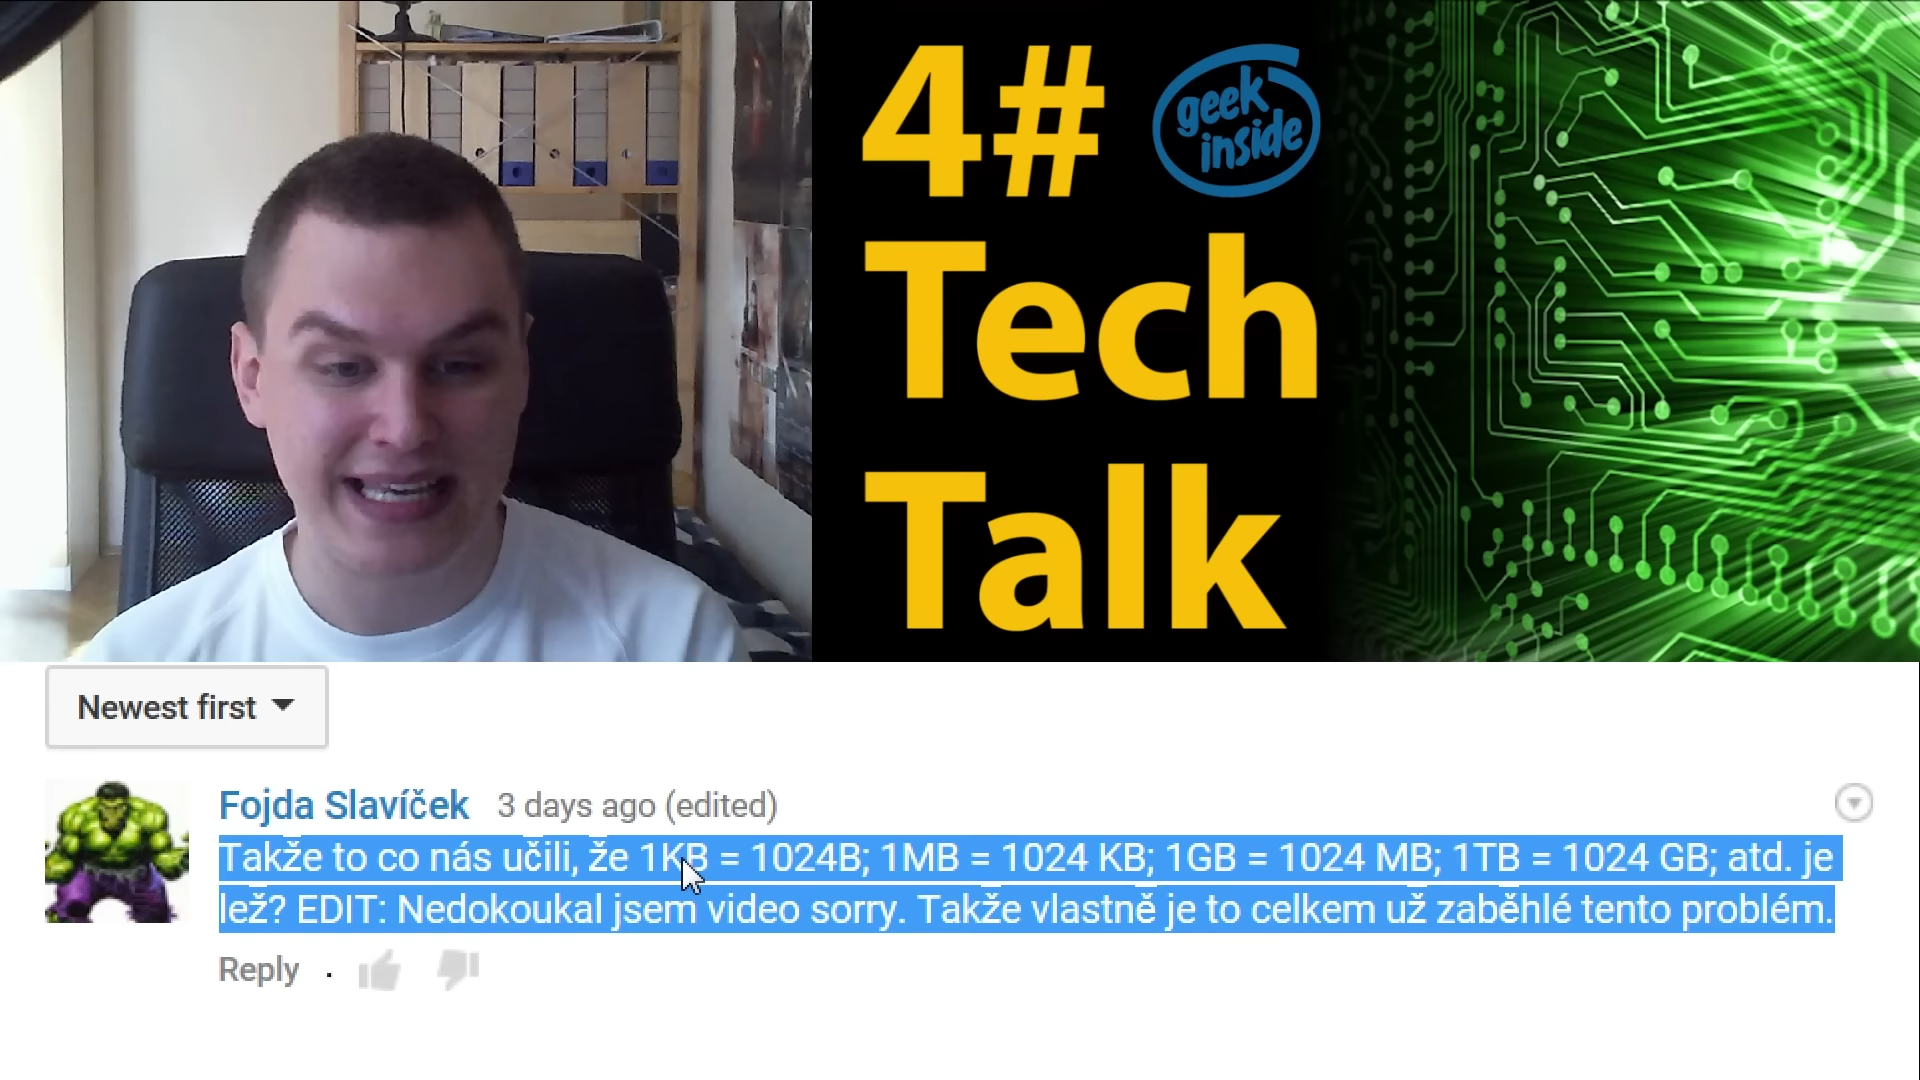 4#
geek
inside
Tech
Talk
Newest first
Fojda Slavíček 3 days ago (edited)
Takže to co nás učili, že 1KB = 1024B; 1MB = 1024 KB; 1GB = 1024 MB; 1TB = 1024 GB; atd. je
lež? EDIT: Nedokoukal jsem video sorry. Takže vlastně je to celkem už zaběhlé tento problém.
Reply .